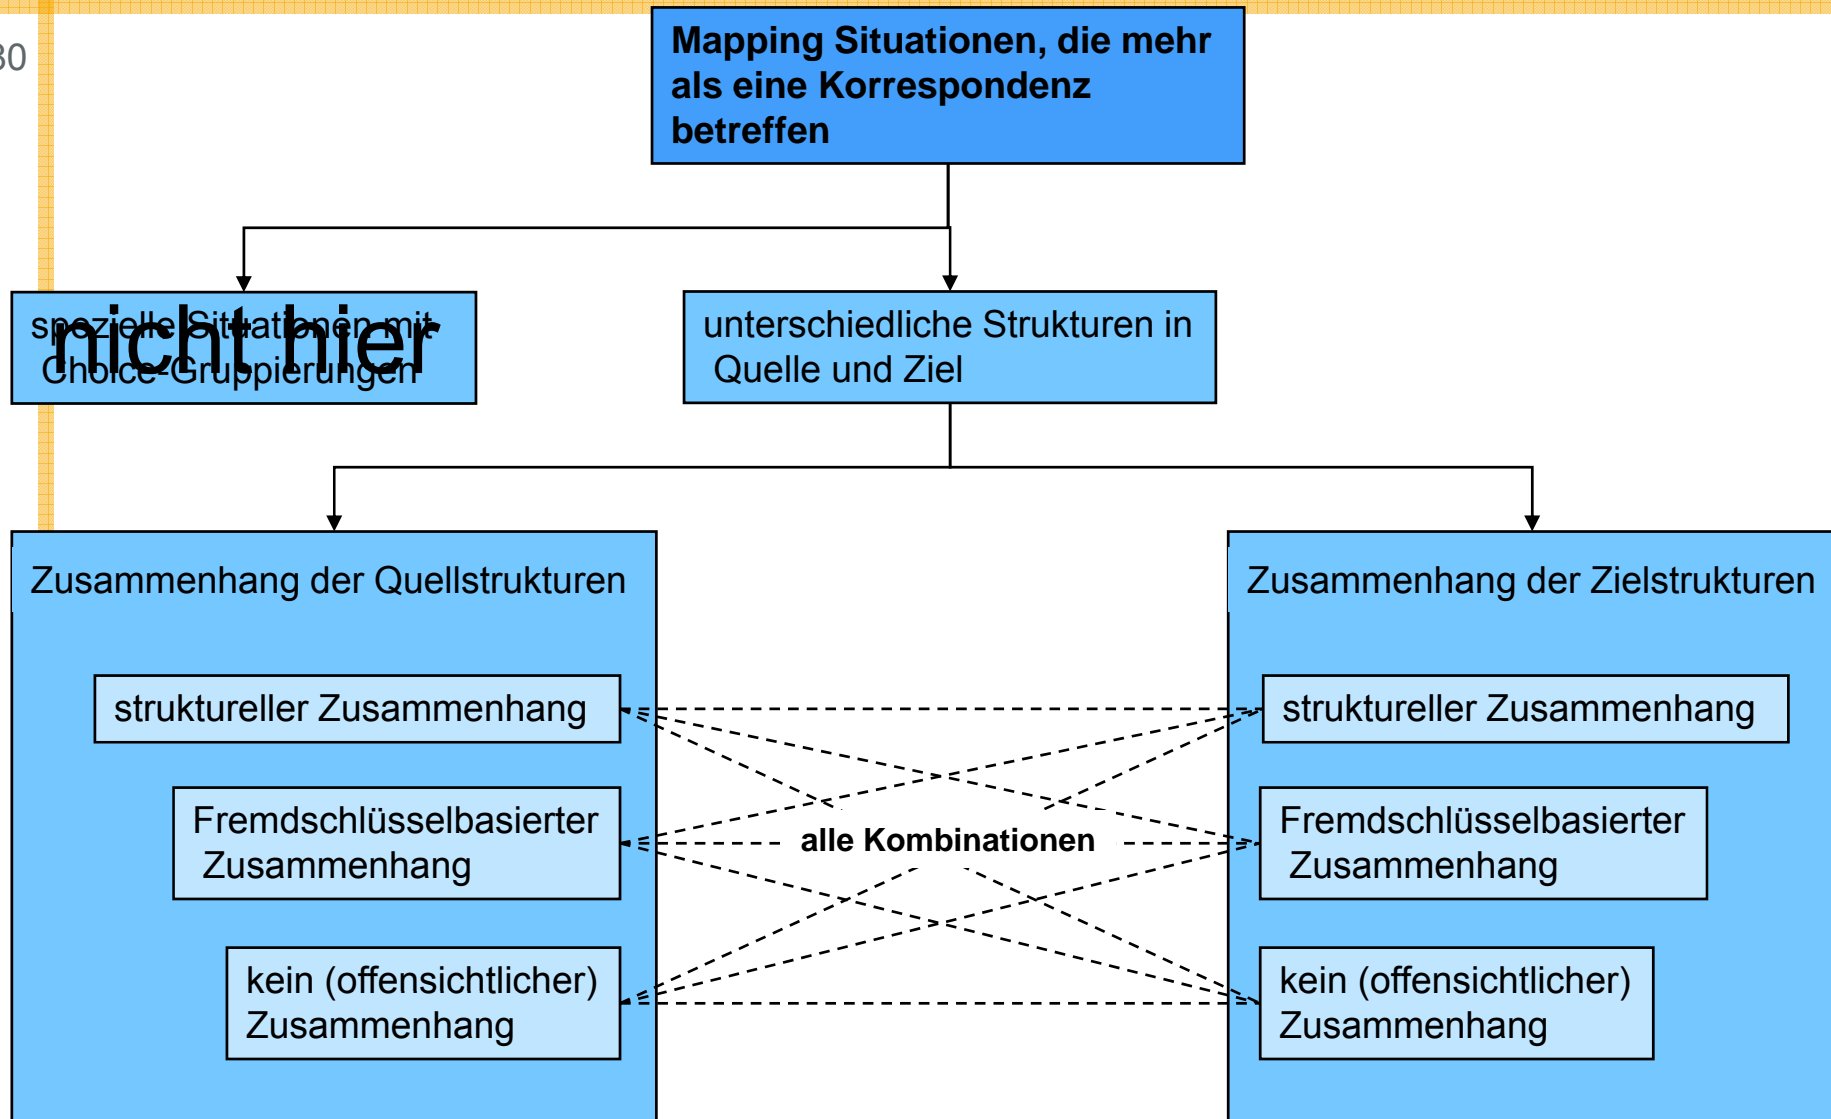 30
Mapping Situationen, die mehr
als eine Korrespondenz
betreffen
spezielle Situationen mit
Choice-Gruppierungen
nicht hier
unterschiedliche Strukturen in
Quelle und Ziel
Zusammenhang der Quellstrukturen
struktureller Zusammenhang
Fremdschlüsselbasierter
Zusammenhang
kein (offensichtlicher)
Zusammenhang
alle Kombinationen
Zusammenhang der Zielstrukturen
struktureller Zusammenhang
Fremdschlüsselbasierter
Zusammenhang
kein (offensichtlicher)
Zusammenhang